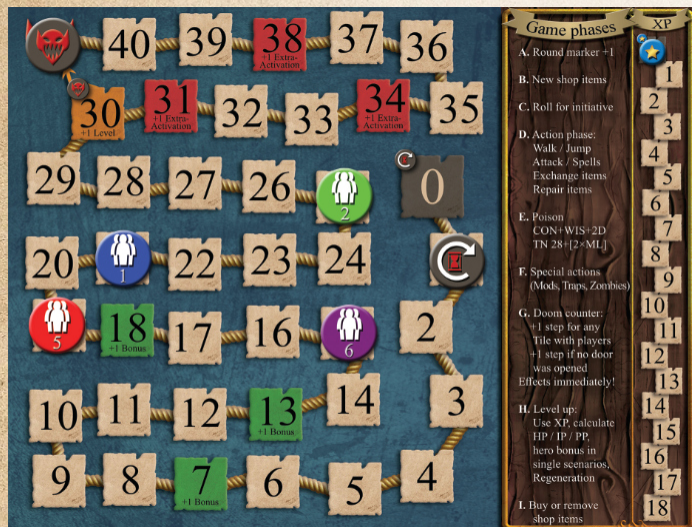 40 39 38 37 36
+1 Extra-
Activation
30 31 32 33 34 35
+1 Level
+1 Extra-
Activation
+1 Extra-
Activation
29 28 27 26 2 0
20 1 22 23 24
5 18 17 16 6 2
+1 Bonus
10 11 12 13 14 3
+1 Bonus
9 8 7 6 5 4
+1 Bonus
Game phases
A. Round marker +1
B. New shop items
C. Roll for initiative
D. Action phase:
Walk / Jump
Attack / Spells
Exchange items
Repair items
E. Poison
CON+WIS+2D
TN 28+[2×ML]
F. Special actions
(Mods, Traps, Zombies)
G. Doom counter:
+1 step for any
Tile with players
+1 step if no door
was opened
Effects immediately!
H. Level up:
Use XP, calculate
HP / IP / PP,
hero bonus in
single scenarios,
Regeneration
I. Buy or remove
shop items
XP
1
2
3
4
5
6
7
8
9
10
11
12
13
14
15
16
17
18